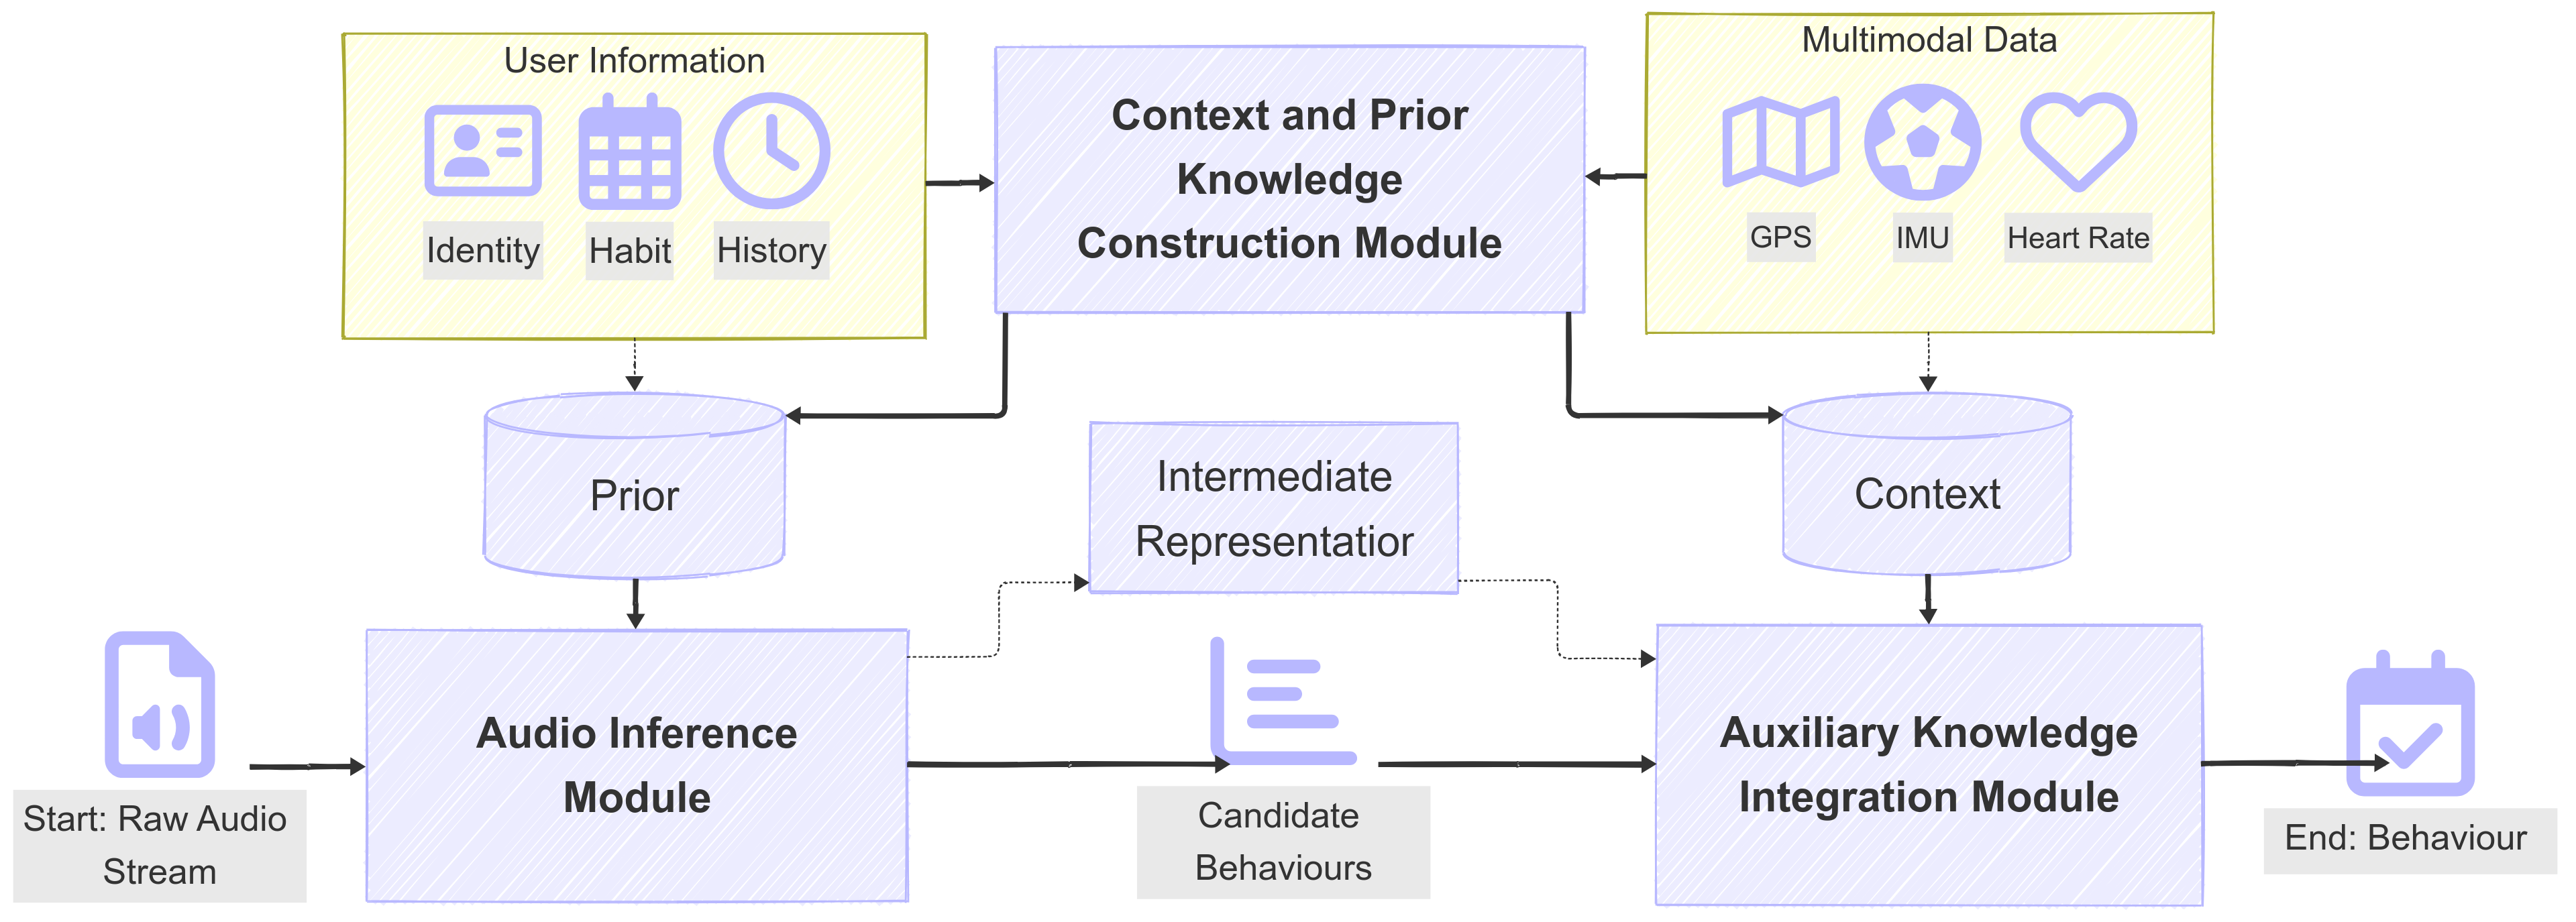 User Information
Identity
Habit
History
Context and Prior
Knowledge
Construction Module
Multimodal Data
GPS
IMU
Heart Rate
Prior
Intermediate
Representatior
Context
Start: Raw Audio
Stream
Audio Inference
Module
Candidate
Behaviours
Auxiliary Knowledge
Integration Module
End: Behaviour